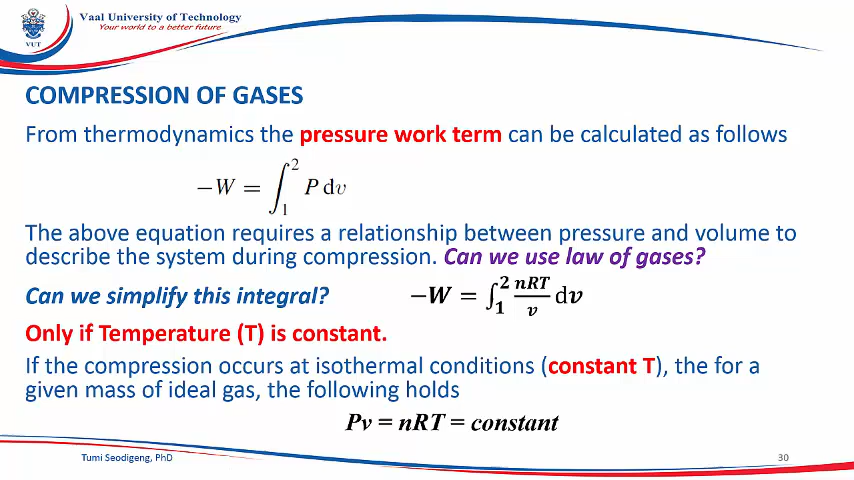 Vaal University of Technology
Your world to a better future
VUT
COMPRESSION OF GASES
From thermodynamics the pressure work term can be calculated as follows
−W = ∫₁² P dv
The above equation requires a relationship between pressure and volume to
describe the system during compression. Can we use law of gases?
Can we simplify this integral? −W = ∫₁² nRT/v dv
Only if Temperature (T) is constant.
If the compression occurs at isothermal conditions (constant T), the for a
given mass of ideal gas, the following holds
Pv = nRT = constant
Tumi Seodigeng, PhD 30